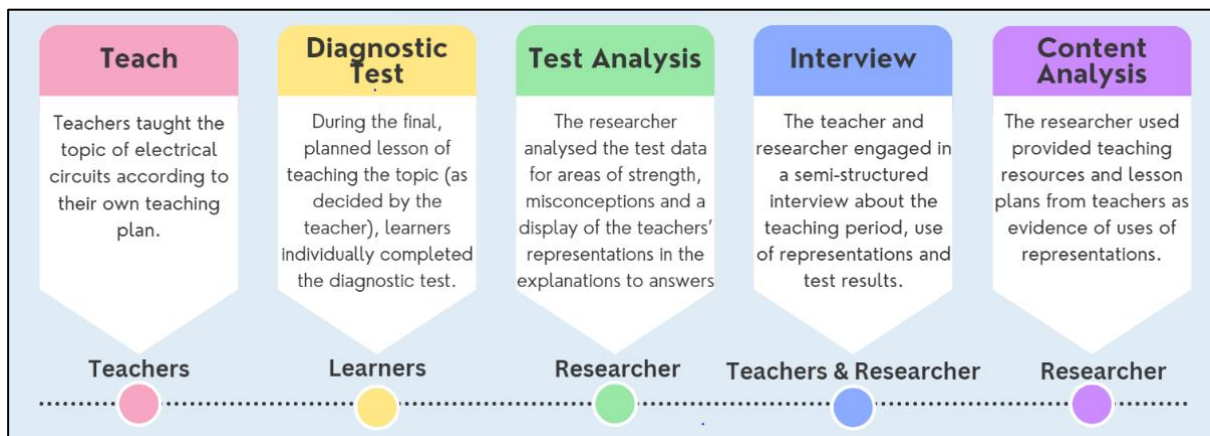 Teach
Teachers taught the
topic of electrical
circuits according to
their own teaching
plan.
Teachers
Diagnostic
Test
During the final,
planned lesson of
teaching the topic (as
decided by the
teacher), learners
individually completed
the diagnostic test.
Learners
Test Analysis
The researcher
analysed the test data
for areas of strength,
misconceptions and a
display of the teachers'
representations in the
explanations to answers
Researcher
Interview
The teacher and
researcher engaged in
a semi-structured
interview about the
teaching period, use
of representations and
test results.
Teachers & Researcher
Content
Analysis
The researcher used
provided teaching
resources and lesson
plans from teachers as
evidence of uses of
representations.
Researcher